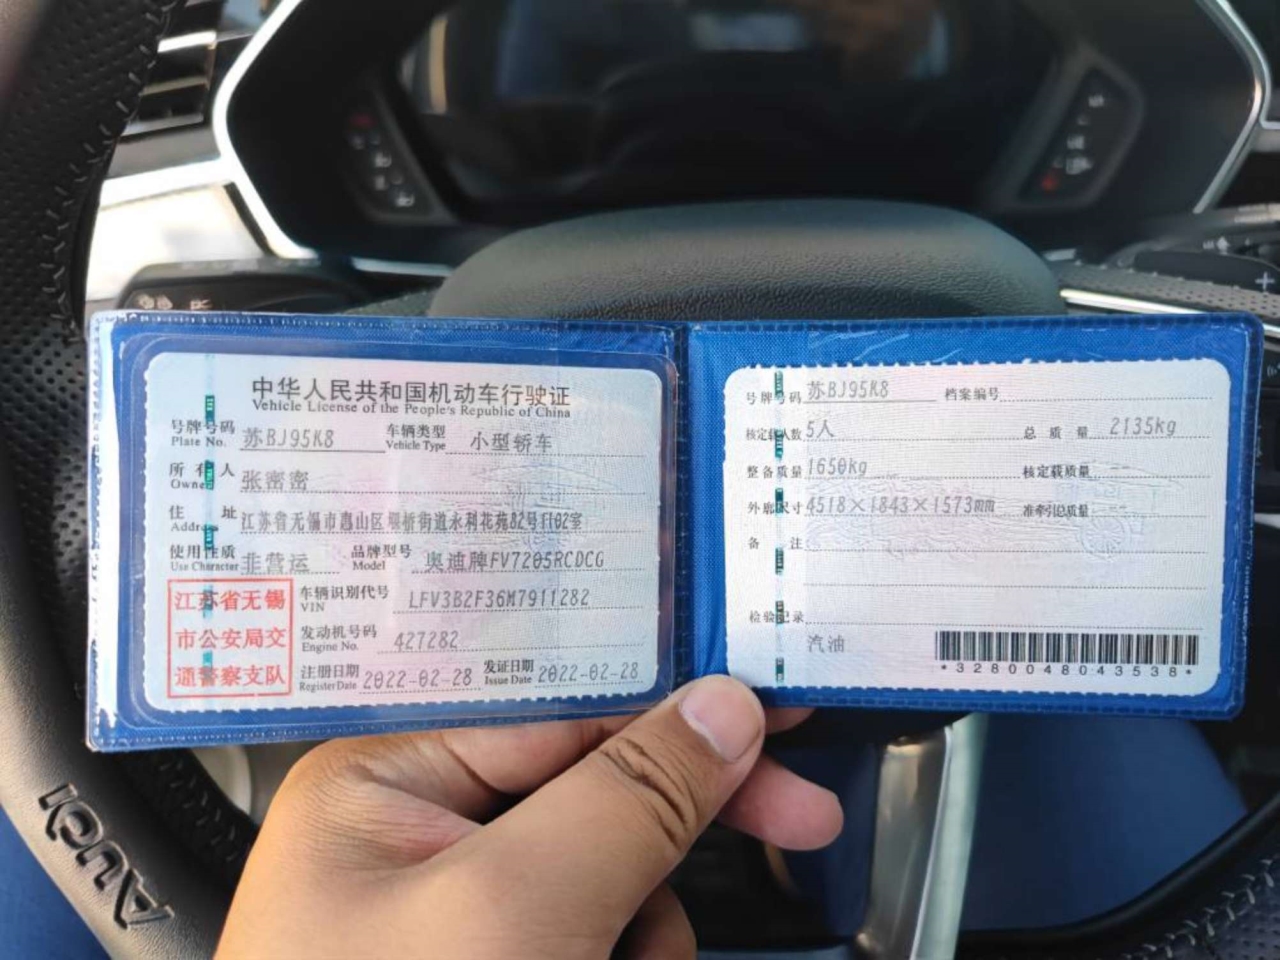 中华人民共和国机动车行驶证
Vehicle License of the People's Republic of China
号牌号码 苏BJ95K8 车辆类型 小型轿车
Plate No. Vehicle Type
所有人 张密密
Owner
住址 江苏省无锡市惠山区堰桥街道永利花苑82号1102室
Address
使用性质 非营运 品牌型号 奥迪牌FV7205RCDCG
Use Character Model
江苏省无锡
市公安局交
通警察支队
车辆识别代号 LFV3B2F36M7911282
VIN
发动机号码 427282
Engine No.
注册日期 2022-02-28 发证日期 2022-02-28
Register Date Issue Date
号牌号码 苏BJ95K8 档案编号
核定载人数 5人 总质量 2135kg
整备质量 1650kg 核定载质量
外廓尺寸 4518×1843×1573mm 准牵引总质量
备注
检验记录
汽油
*3280048043538*
Audi